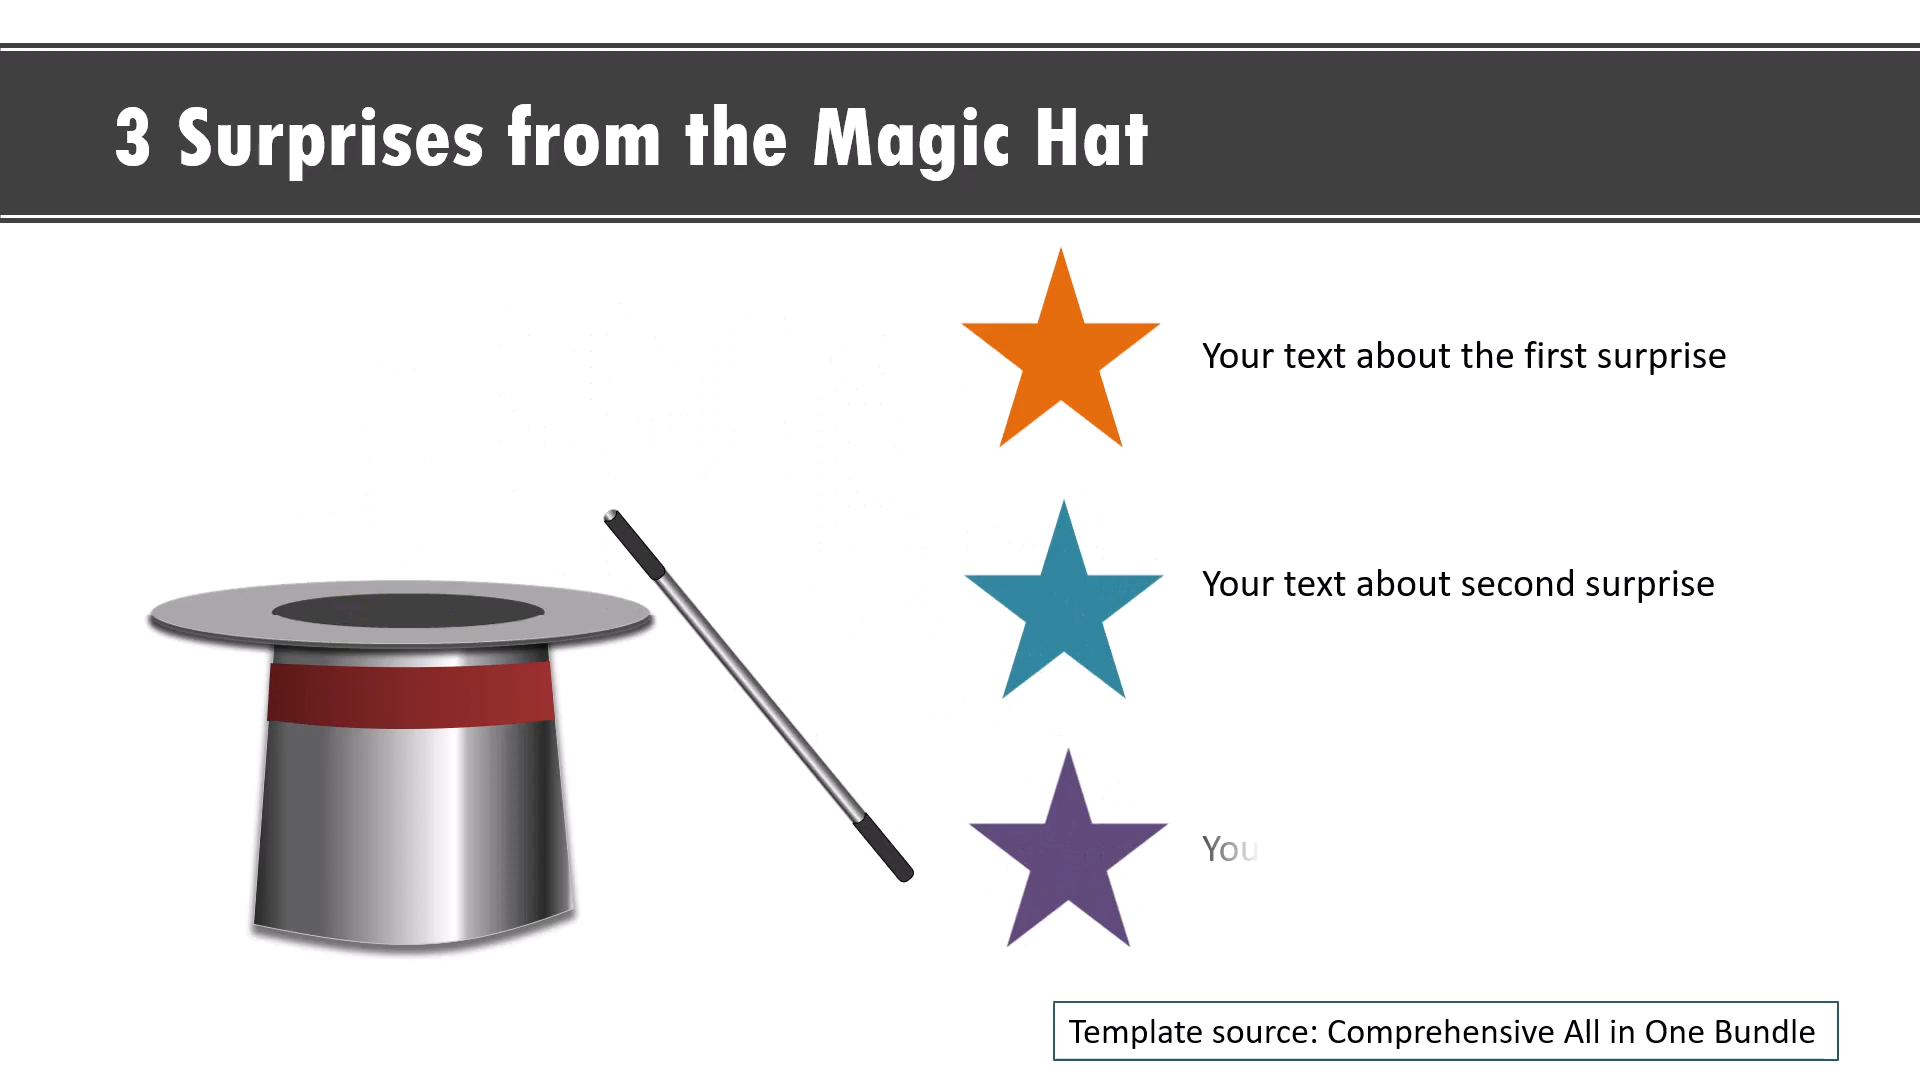 3 Surprises from the Magic Hat
Your text about the first surprise
Your text about second surprise
You
Template source: Comprehensive All in One Bundle